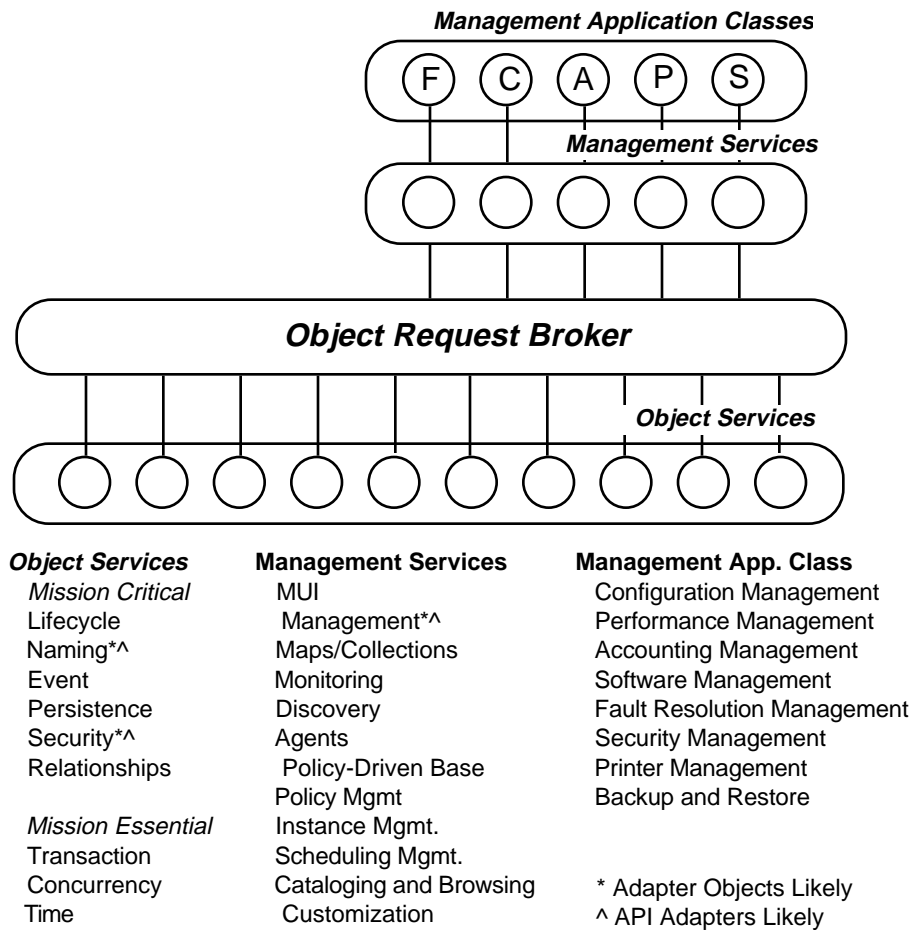 Management Application Classes
F C A P S
Management Services
Object Request Broker
Object Services
Object Services
Mission Critical
Lifecycle
Naming*^
Event
Persistence
Security*^
Relationships
Mission Essential
Transaction
Concurrency
Time
Management Services
MUI
Management*^
Maps/Collections
Monitoring
Discovery
Agents
Policy-Driven Base
Policy Mgmt
Instance Mgmt.
Scheduling Mgmt.
Cataloging and Browsing
Customization
Management App. Class
Configuration Management
Performance Management
Accounting Management
Software Management
Fault Resolution Management
Security Management
Printer Management
Backup and Restore
* Adapter Objects Likely
^ API Adapters Likely